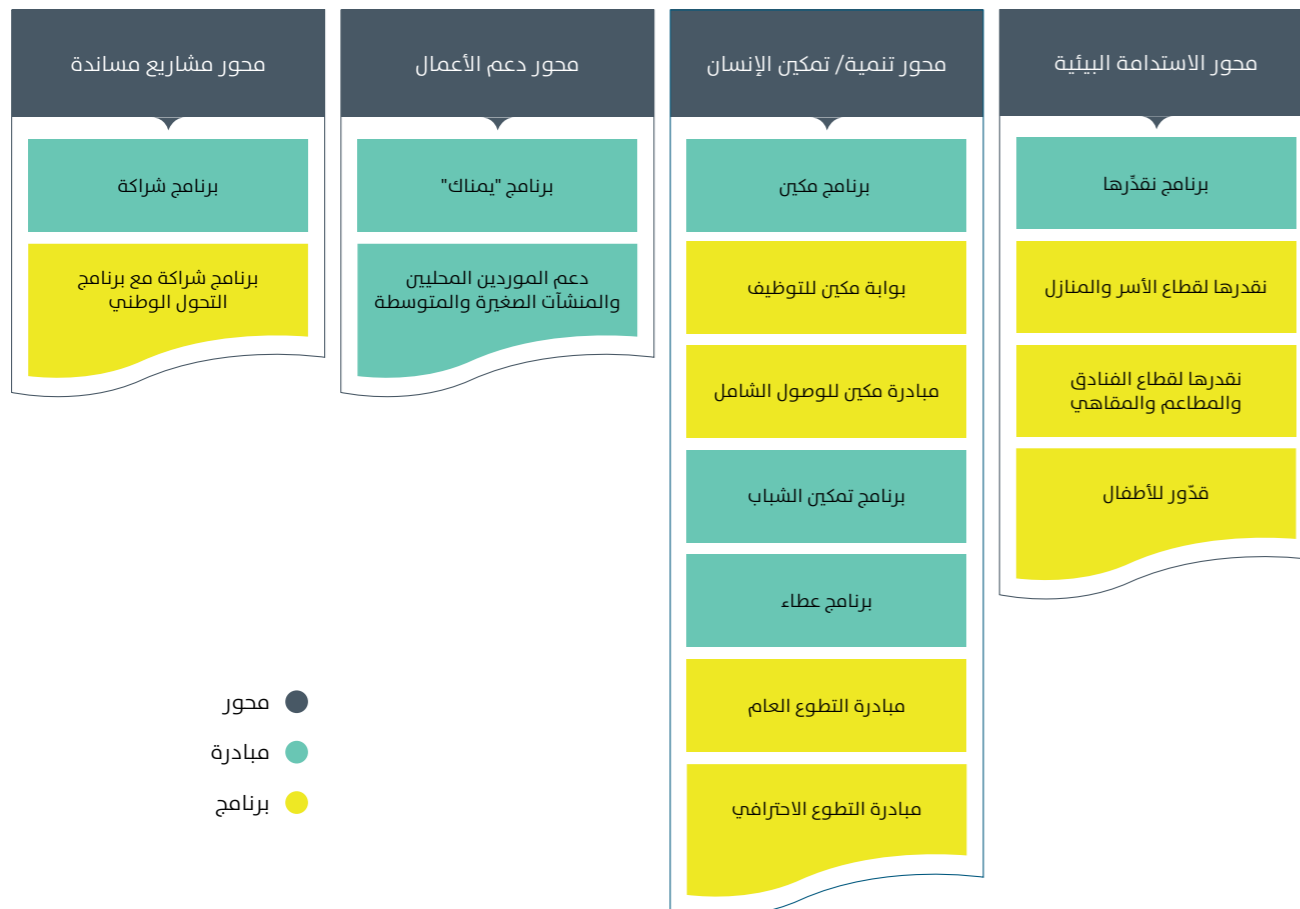 محور الاستدامة البيئية
برنامج نقدّرها
نقدرها لقطاع الأسر والمنازل
نقدرها لقطاع الفنادق
والمطاعم والمقاهي
قدّور للأطفال
محور تنمية/ تمكين الإنسان
برنامج مكين
بوابة مكين للتوظيف
مبادرة مكين للوصول الشامل
برنامج تمكين الشباب
برنامج عطاء
مبادرة التطوع العام
مبادرة التطوع الاحترافي
محور دعم الأعمال
برنامج "يمناك"
دعم الموردين المحليين
والمنشآت الصغيرة والمتوسطة
محور مشاريع مساندة
برنامج شراكة
برنامج شراكة مع برنامج
التحول الوطني
محور
مبادرة
برنامج